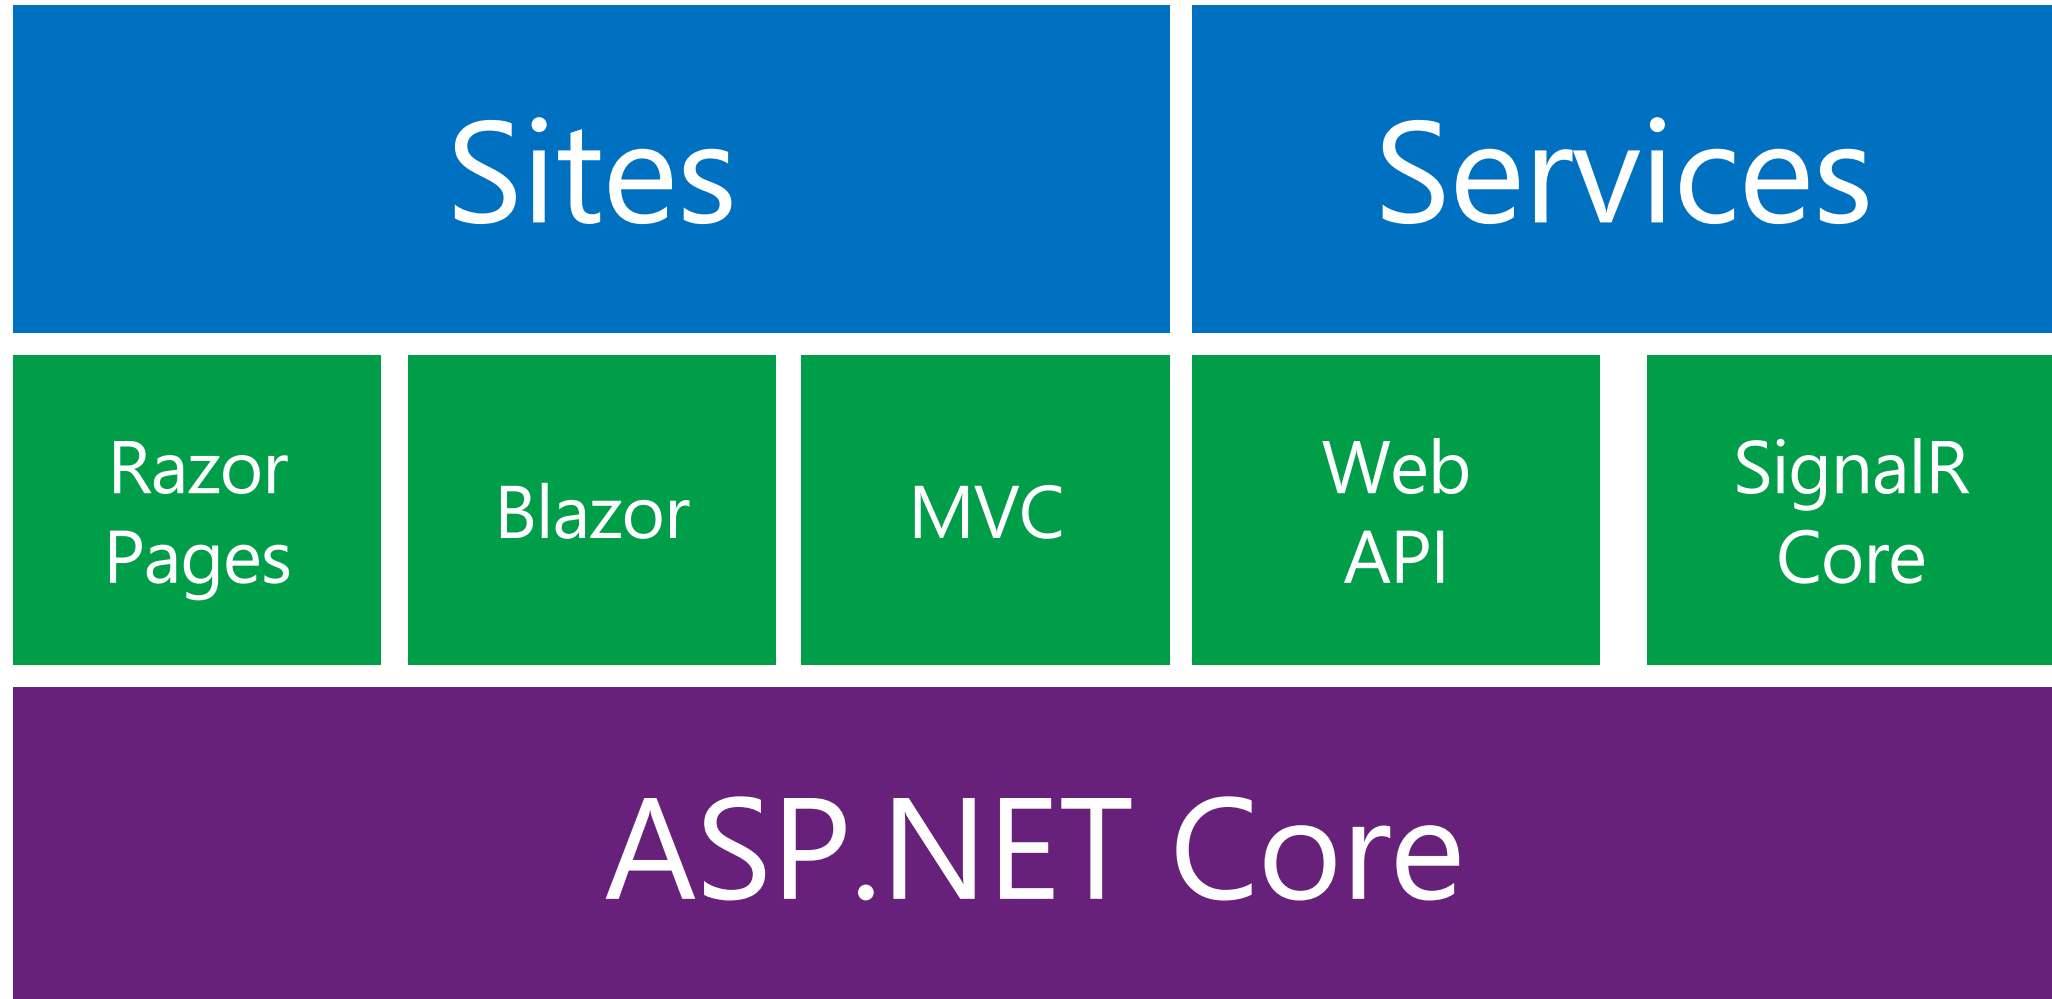 Sites
Services
Razor
Pages
Blazor
MVC
Web
API
SignalR
Core
ASP.NET Core